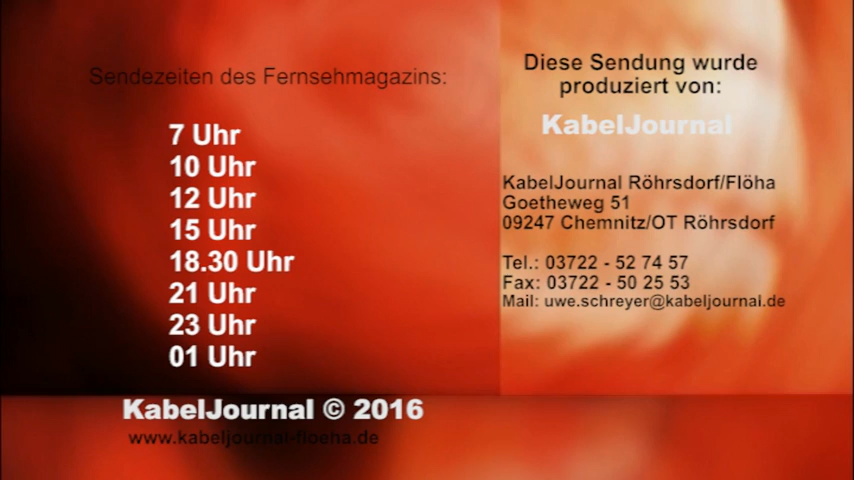 Sendezeiten des Fernsehmagazins:
7 Uhr
10 Uhr
12 Uhr
15 Uhr
18.30 Uhr
21 Uhr
23 Uhr
01 Uhr
KabelJournal © 2016
www.kabeljournal-floeha.de
Diese Sendung wurde
produziert von:
KabelJournal
KabelJournal Röhrsdorf/Flöha
Goetheweg 51
09247 Chemnitz/OT Röhrsdorf
Tel.: 03722 - 52 74 57
Fax: 03722 - 50 25 53
Mail: uwe.schreyer@kabeljournal.de